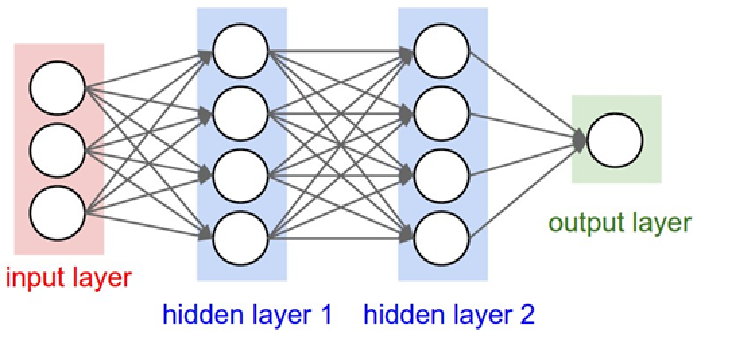 input layer
hidden layer 1
hidden layer 2
output layer